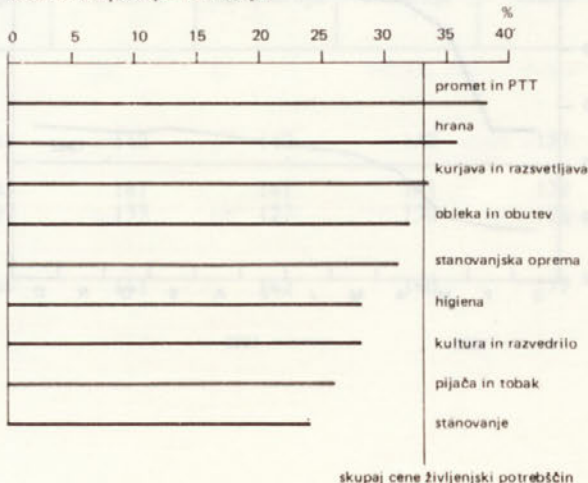 %
0 5 10 15 20 25 30 35 40
promet in PTT
hrana
kurjava in razsvetljava
obleka in obutev
stanovanjska oprema
higiena
kultura in razvedrilo
pijača in tobak
stanovanje
skupaj cene življenjski potrebščin